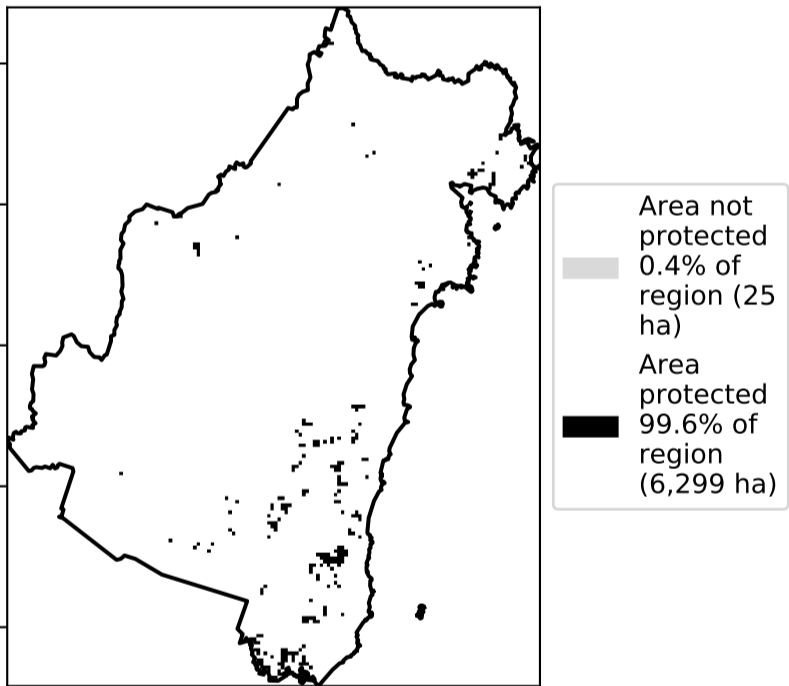 Area not
protected
0.4% of
region (25
ha)
Area
protected
99.6% of
region
(6,299 ha)